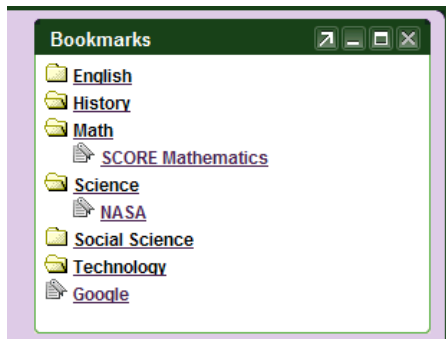 Bookmarks
English
History
Math
SCORE Mathematics
Science
NASA
Social Science
Technology
Google